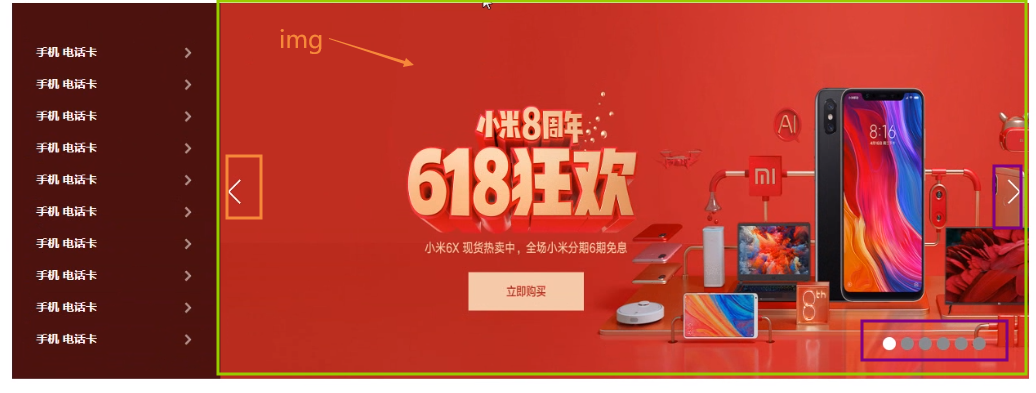 手机 电话卡
手机 电话卡
手机 电话卡
手机 电话卡
手机 电话卡
手机 电话卡
手机 电话卡
手机 电话卡
手机 电话卡
手机 电话卡
img
小米8周年
618狂欢
小米6X 现货热卖中，全场小米分期6期免息
立即购买
AI
mi
8:16
8th